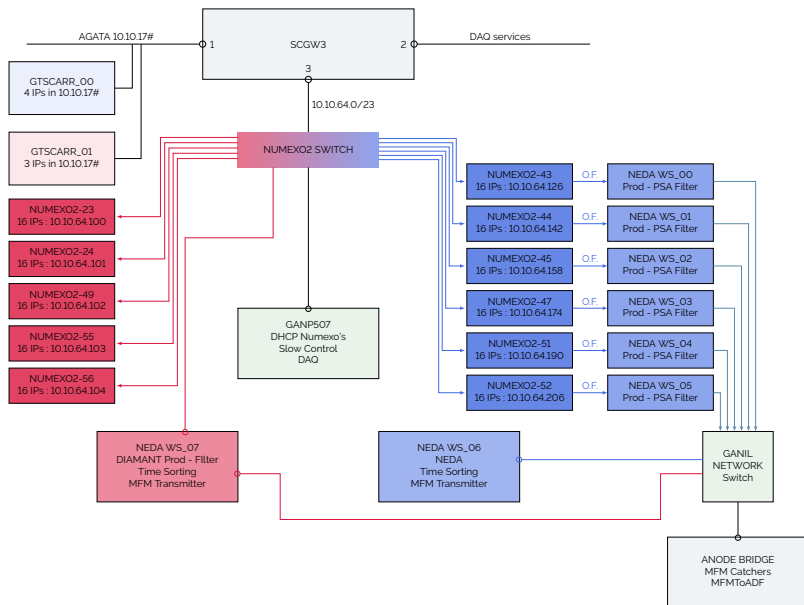 AGATA 10.10.17#
1
SCGW3
2
DAQ services
3
GTSCARR_00
4 IPs in 10.10.17#
10.10.64.0/23
GTSCARR_01
3 IPs in 10.10.17#
NUMEXO2 SWITCH
NUMEXO2-23
16 IPs : 10.10.64.100
NUMEXO2-24
16 IPs : 10.10.64.101
NUMEXO2-49
16 IPs : 10.10.64.102
NUMEXO2-55
16 IPs : 10.10.64.103
NUMEXO2-56
16 IPs : 10.10.64.104
GANP507
DHCP Numexo's
Slow Control
DAQ
NUMEXO2-43
16 IPs : 10.10.64.126
O.F.
NEDA WS_00
Prod - PSA Filter
NUMEXO2-44
16 IPs : 10.10.64.142
O.F.
NEDA WS_01
Prod - PSA Filter
NUMEXO2-45
16 IPs : 10.10.64.158
O.F.
NEDA WS_02
Prod - PSA Filter
NUMEXO2-47
16 IPs : 10.10.64.174
O.F.
NEDA WS_03
Prod - PSA Filter
NUMEXO2-51
16 IPs : 10.10.64.190
O.F.
NEDA WS_04
Prod - PSA Filter
NUMEXO2-52
16 IPs : 10.10.64.206
O.F.
NEDA WS_05
Prod - PSA Filter
NEDA WS_07
DIAMANT Prod - FIlter
Time Sorting
MFM Transmitter
NEDA WS_06
NEDA
Time Sorting
MFM Transmitter
GANIL
NETWORK
Switch
ANODE BRIDGE
MFM Catchers
MFMToADF